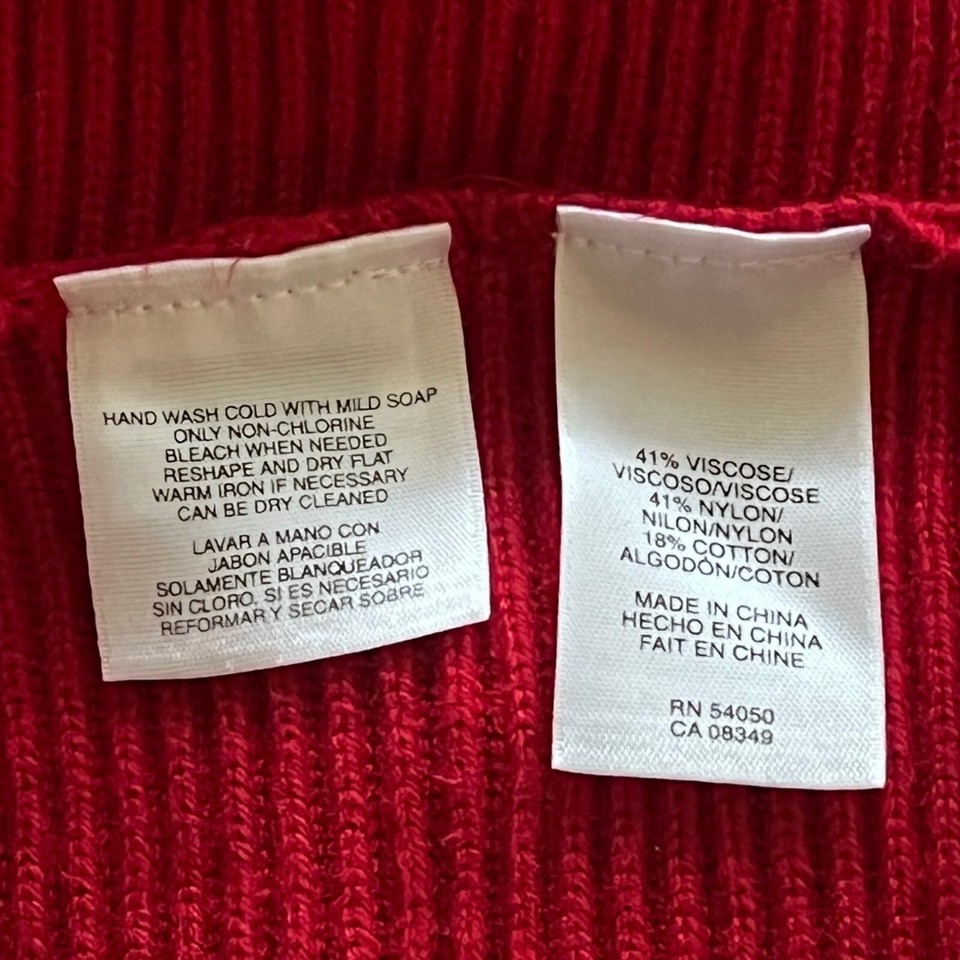 HAND WASH COLD WITH MILD SOAP
ONLY NON-CHLORINE
BLEACH WHEN NEEDED
RESHAPE AND DRY FLAT
WARM IRON IF NECESSARY
CAN BE DRY CLEANED
LAVAR A MANO CON
JABON APACIBLE
SOLAMENTE BLANQUEADOR
SIN CLORO, SI ES NECESARIO
REFORMAR Y SECAR SOBRE
41% VISCOSE/
VISCOSO/VISCOSE
41% NYLON/
NILON/NYLON
18% COTTON/
ALGODÓN/COTON
MADE IN CHINA
HECHO EN CHINA
FAIT EN CHINE
RN 54050
CA 08349